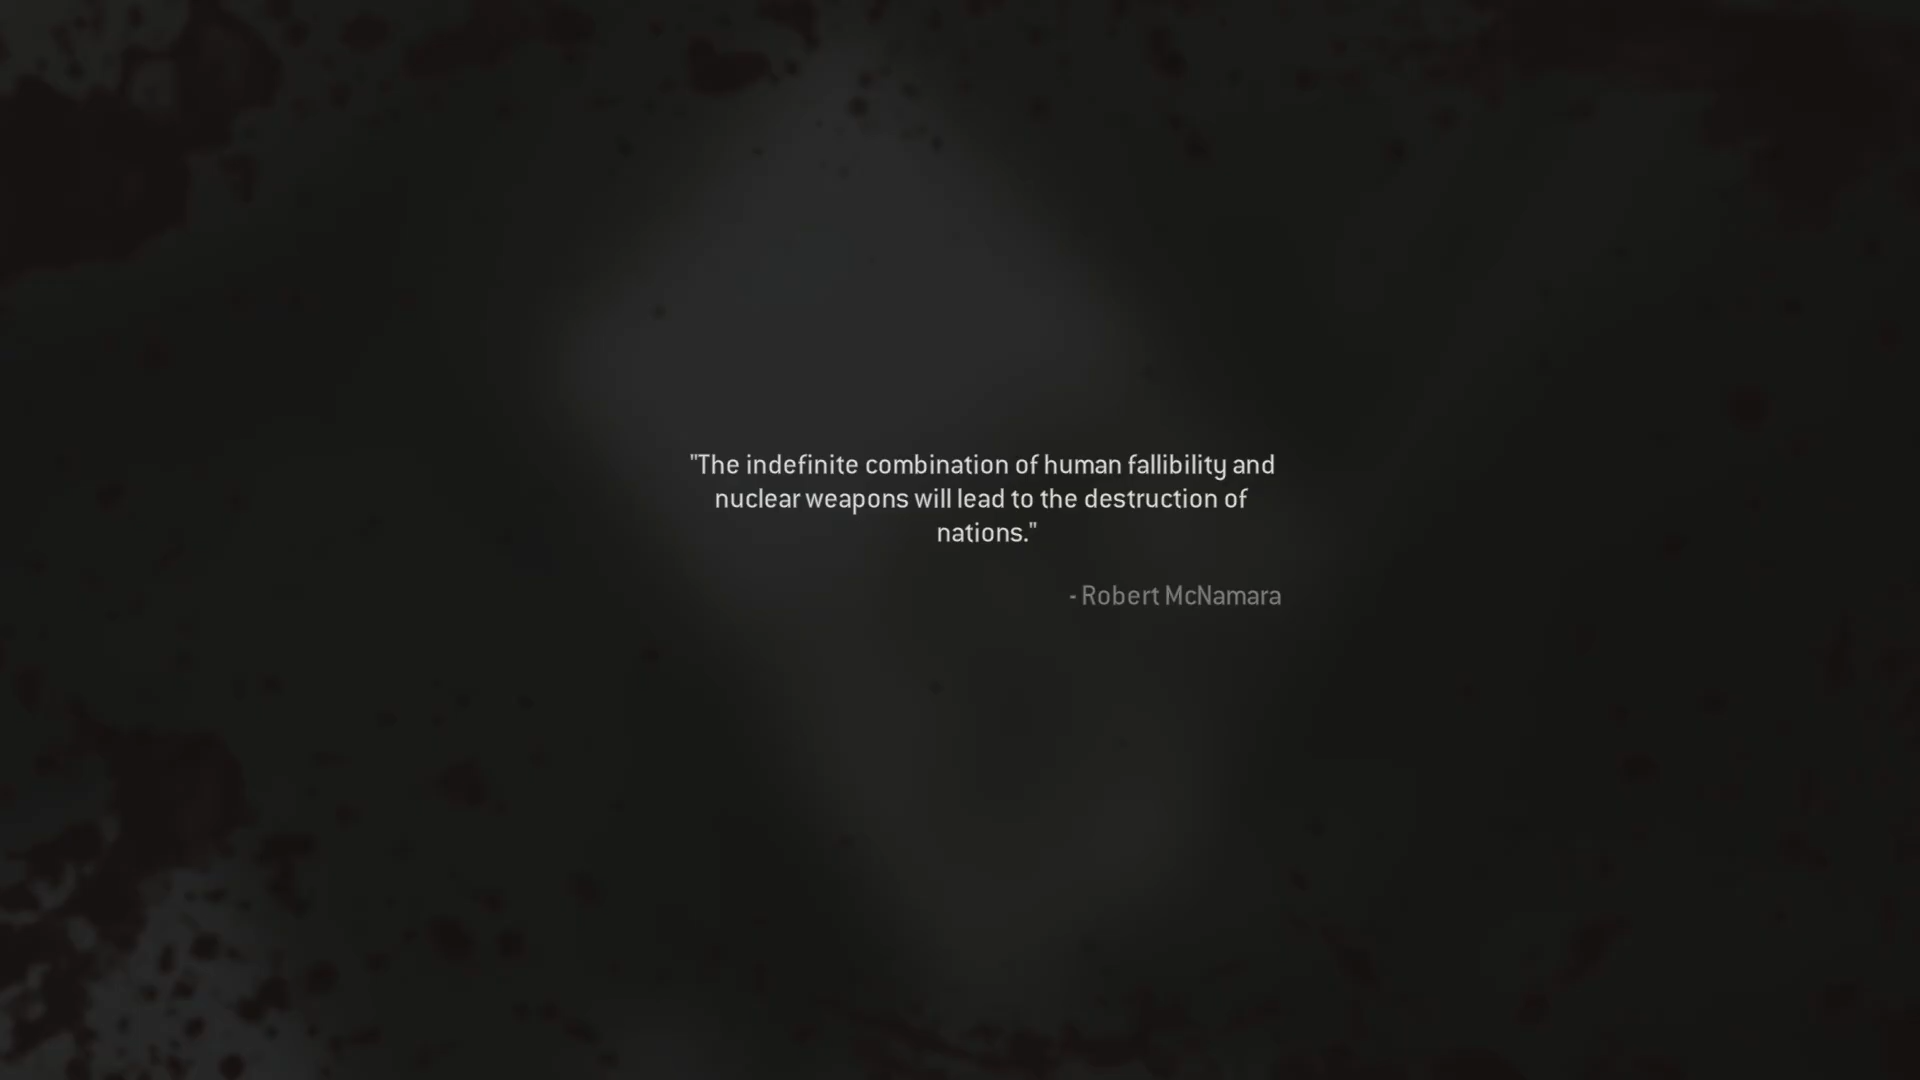 "The indefinite combination of human fallibility and
nuclear weapons will lead to the destruction of
nations."
- Robert McNamara